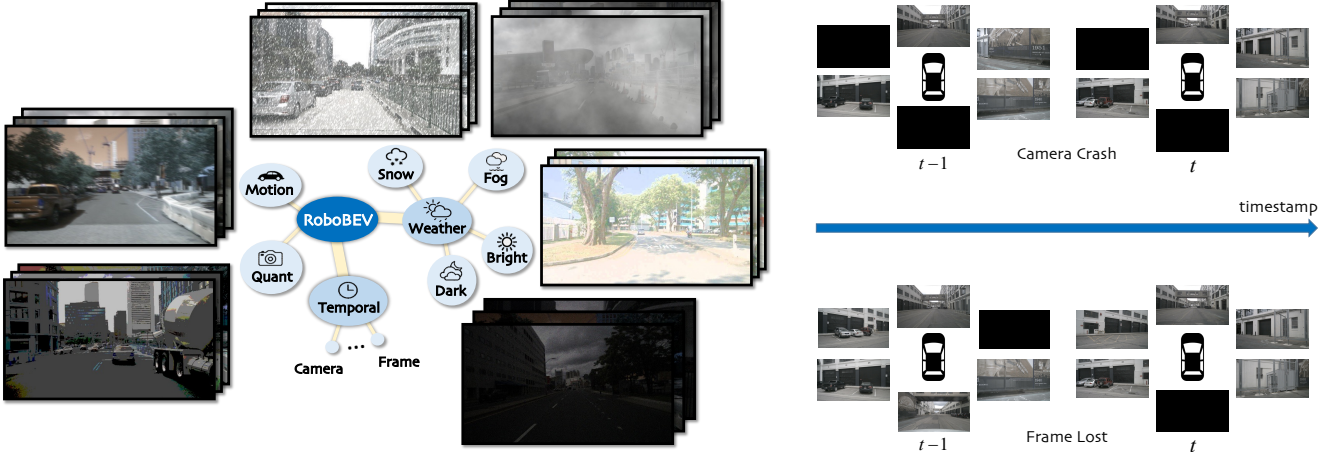 Motion
Snow
Fog
RoboBEV
Weather
Quant
Bright
Dark
Temporal
Camera
...
Frame
t−1
Camera Crash
t
timestamp
t−1
Frame Lost
t